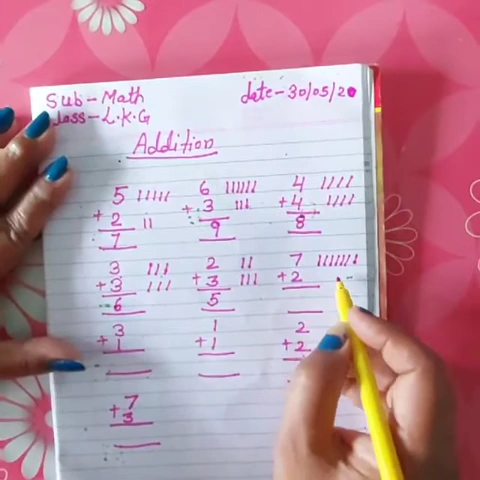 Sub - Math
date - 30/05/20
Class - L.K.G
Addition
5 6 4
+2 +3 +4
7 9 8
3 2 7
+3 +3 +2
6 5
3 1 2
+1 +1 +2
7
+3